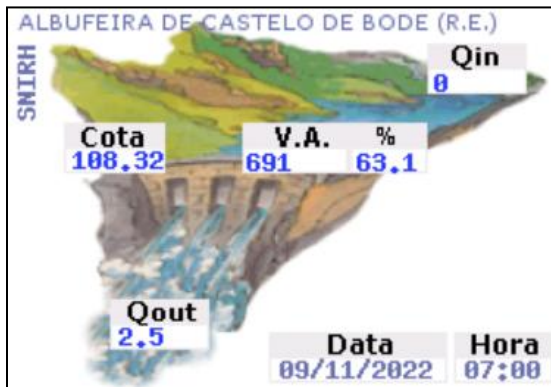 ALBUFEIRA DE CASTELO DE BODE (R.E.)
SNIRH
Qin
0
Cota
108.32
V.A.
691
%
63.1
Qout
2.5
Data
09/11/2022
Hora
07:00